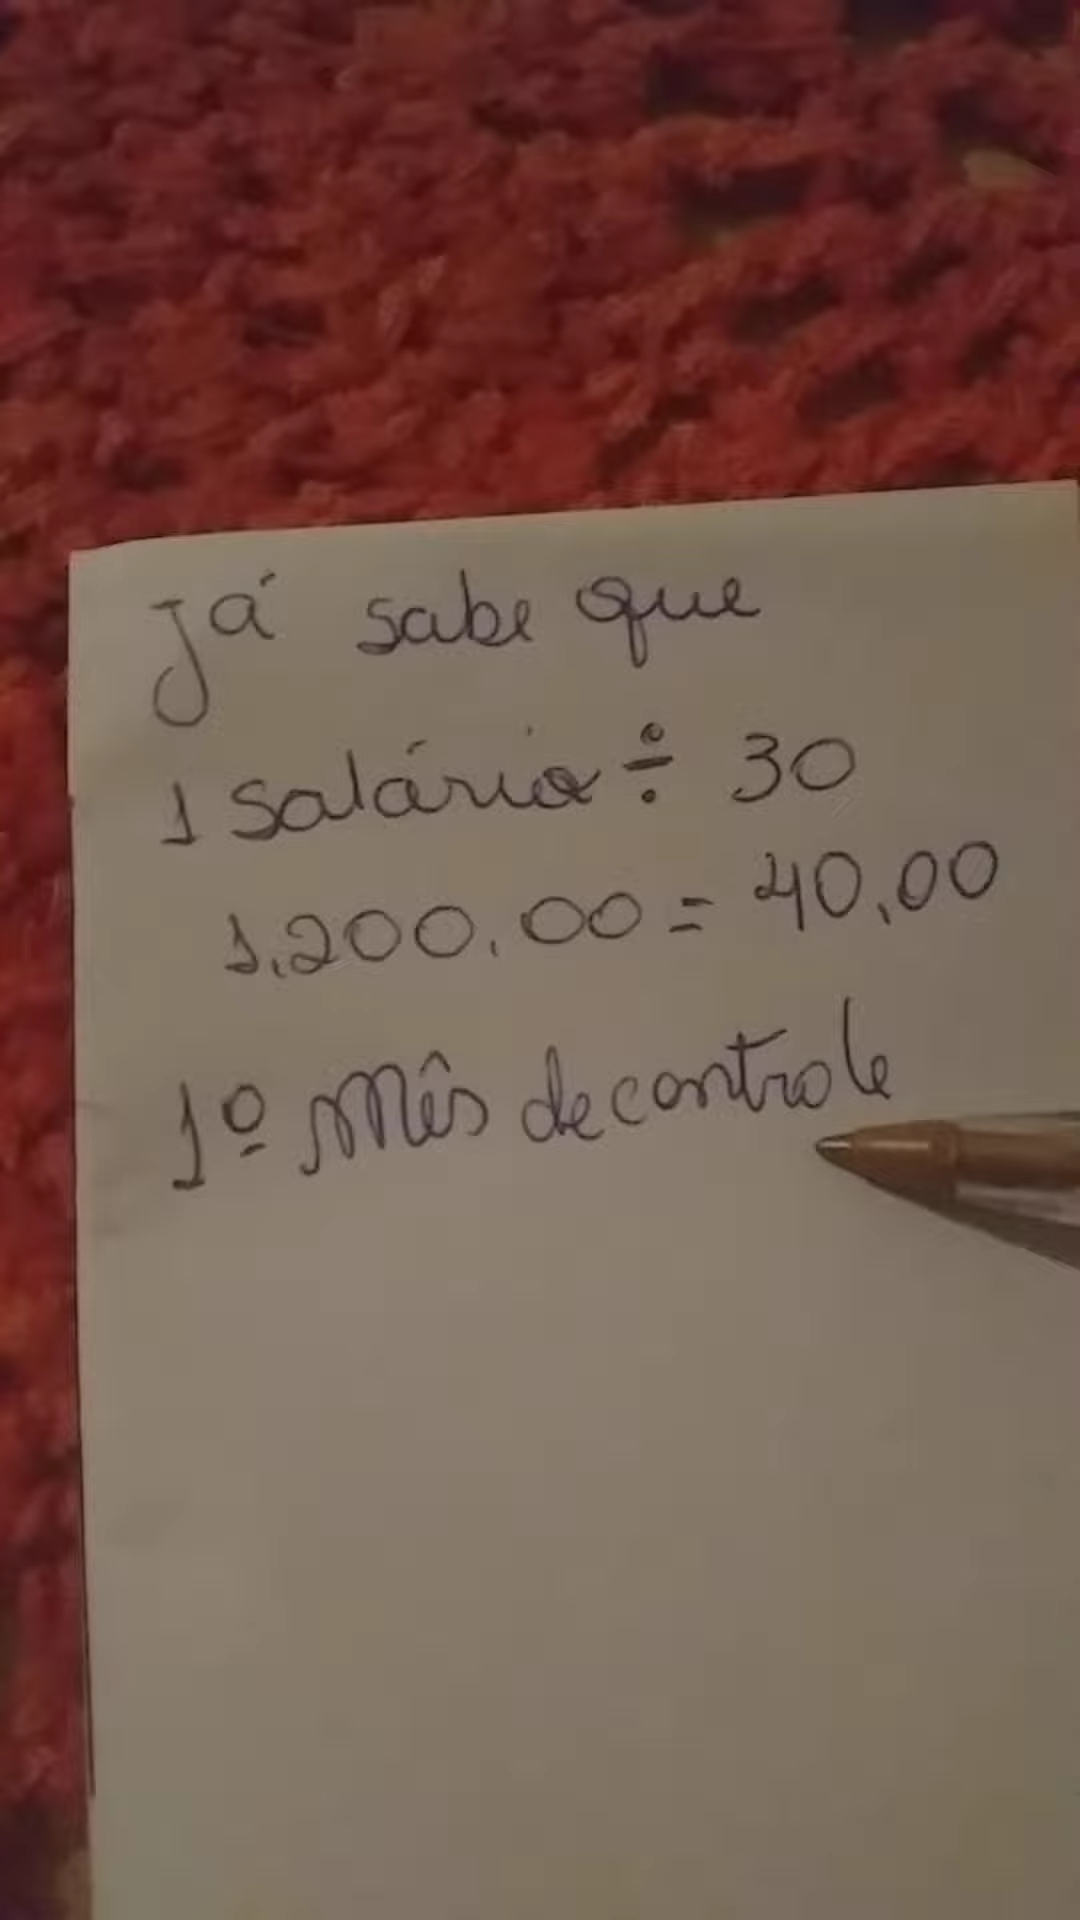 Já sabe que
1 salário ÷ 30
1.200,00 = 40,00
1º Mês de controle